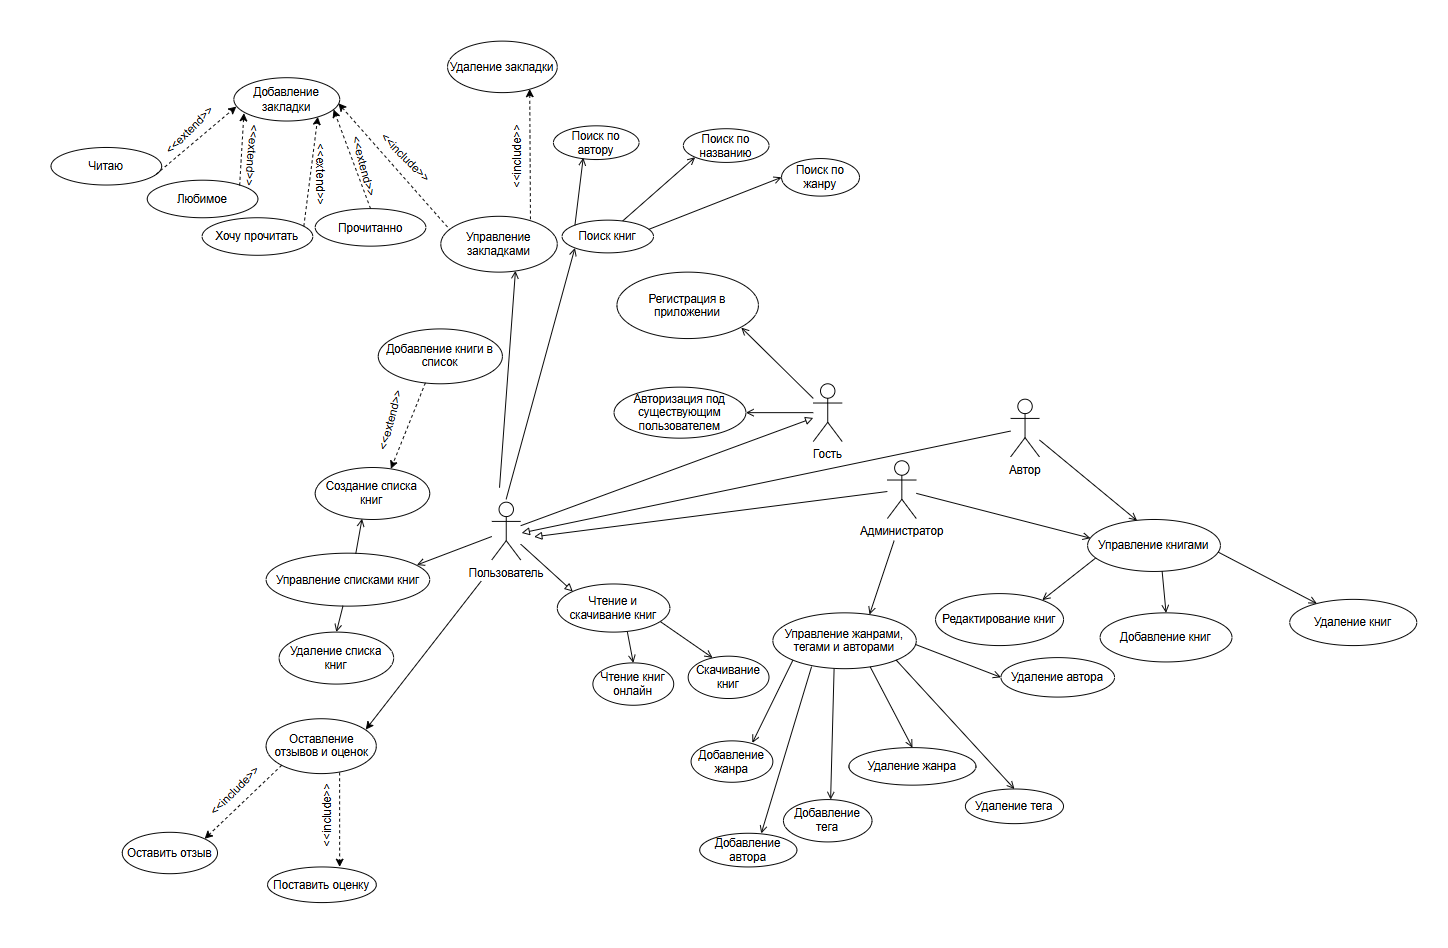 Удаление закладки
Добавление
закладки
<<extend>>
<<extend>>
<<extend>>
<<extend>>
<<include>>
<<include>>
Поиск по
автору
Поиск по
названию
Поиск по
жанру
Читаю
Любимое
Хочу прочитать
Прочитанно
Управление
закладками
Поиск книг
Регистрация в
приложении
Добавление книги в
список
<<extend>>
Авторизация под
существующим
пользователем
Гость
Автор
Создание списка
книг
Администратор
Управление книгами
Пользователь
Управление списками книг
Чтение и
скачивание книг
Редактирование книг
Добавление книг
Удаление книг
Управление жанрами,
тегами и авторами
Удаление списка
книг
Чтение книг
онлайн
Скачивание
книг
Удаление автора
Оставление
отзывов и оценок
Добавление
жанра
Удаление жанра
<<include>>
<<include>>
Добавление
тега
Удаление тега
Добавление
автора
Оставить отзыв
Поставить оценку